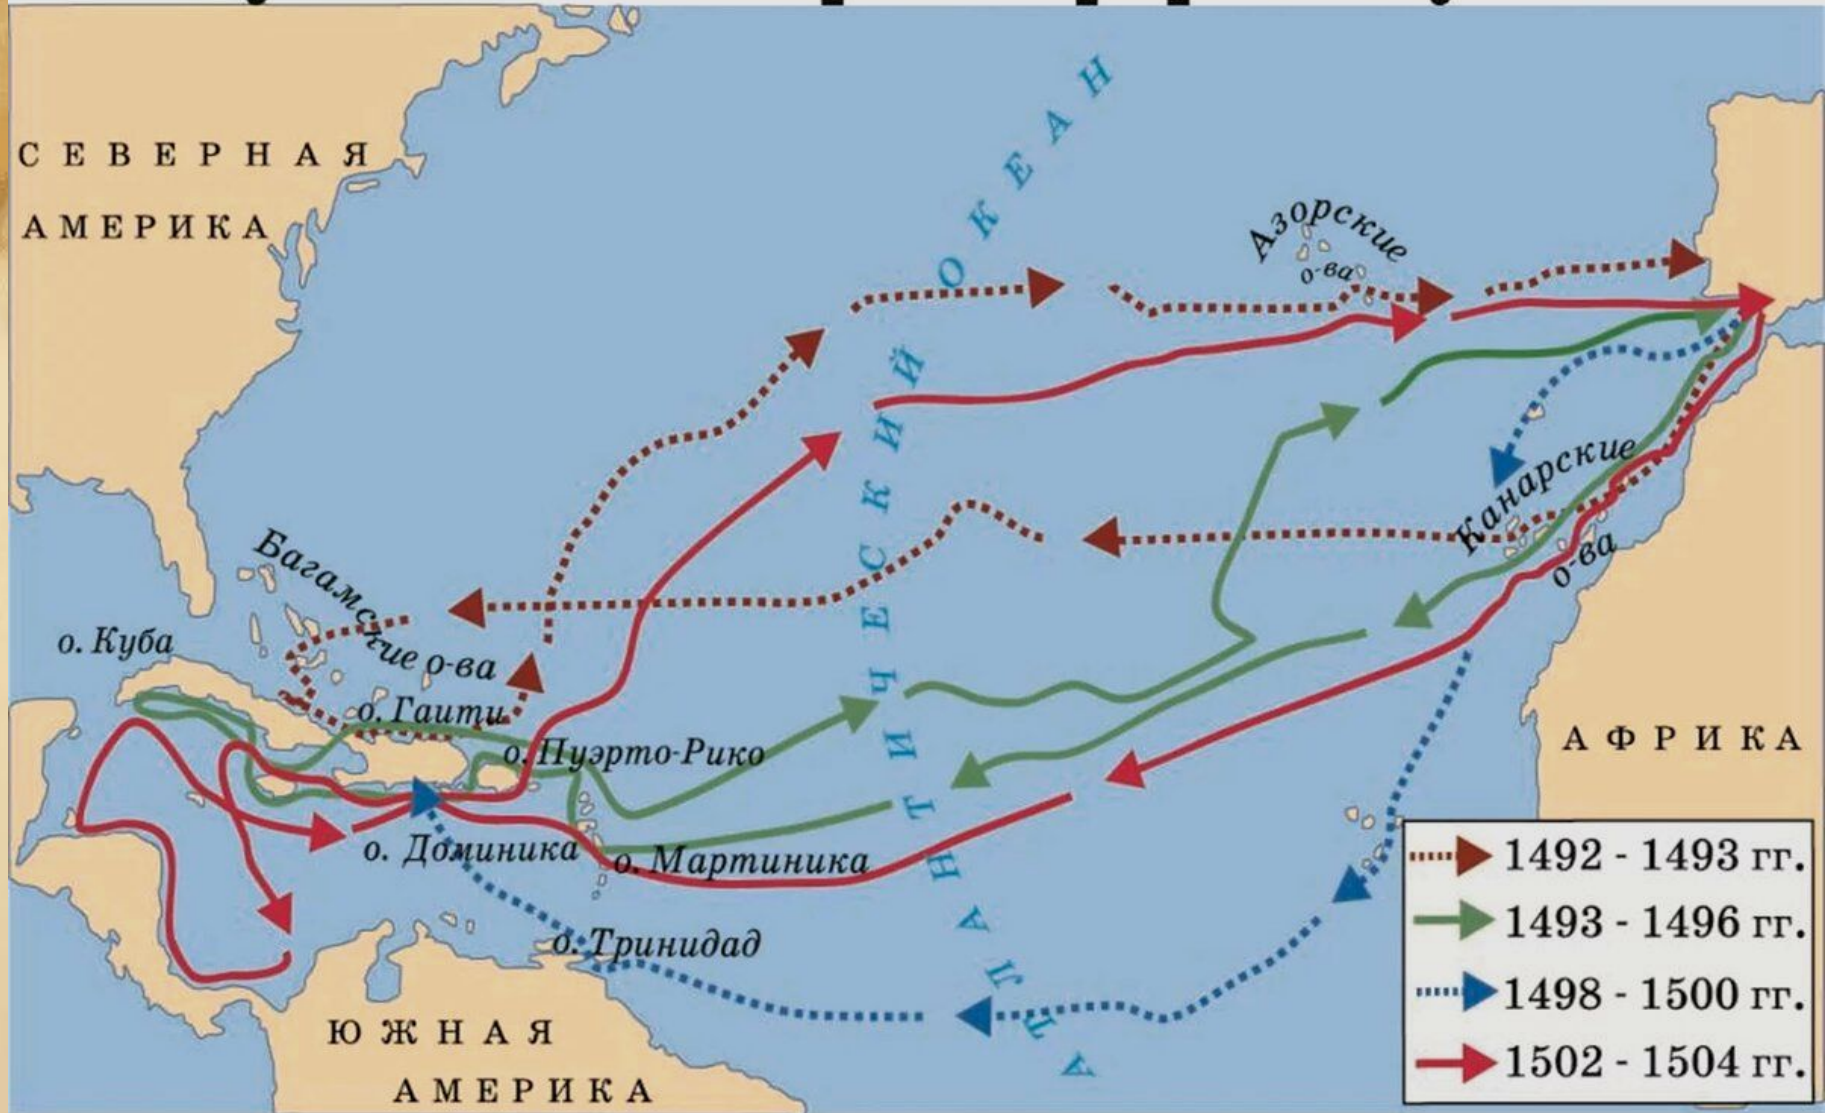 СЕВЕРНАЯ
АМЕРИКА
АТЛАНТИЧЕСКИЙ ОКЕАН
Азорские
о-ва
Канарские
о-ва
Багамские о-ва
о. Куба
о. Гаити
о. Пуэрто-Рико
о. Доминика
о. Мартиника
о. Тринидад
АФРИКА
ЮЖНАЯ
АМЕРИКА
1492 - 1493 гг.
1493 - 1496 гг.
1498 - 1500 гг.
1502 - 1504 гг.